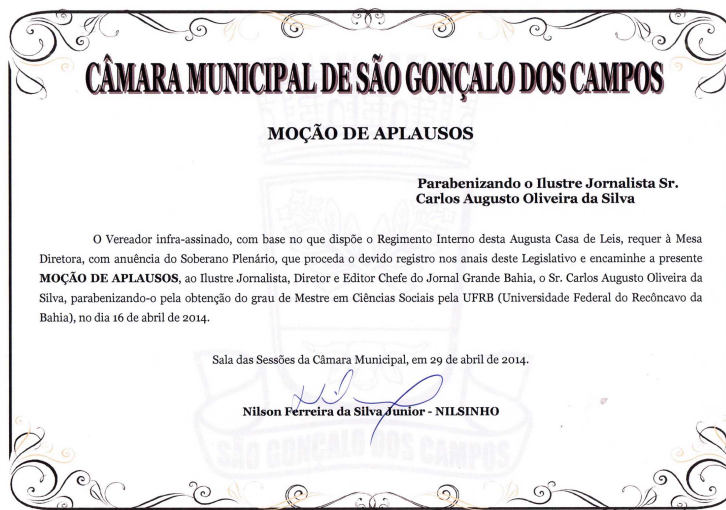 CÂMARA MUNICIPAL DE SÃO GONÇALO DOS CAMPOS
MOÇÃO DE APLAUSOS
Parabenizando o Ilustre Jornalista Sr.
Carlos Augusto Oliveira da Silva
O Vereador infra-assinado, com base no que dispõe o Regimento Interno desta Augusta Casa de Leis, requer à Mesa
Diretora, com anuência do Soberano Plenário, que proceda o devido registro nos anais deste Legislativo e encaminhe a presente
MOÇÃO DE APLAUSOS, ao Ilustre Jornalista, Diretor e Editor Chefe do Jornal Grande Bahia, o Sr. Carlos Augusto Oliveira da
Silva, parabenizando-o pela obtenção do grau de Mestre em Ciências Sociais pela UFRB (Universidade Federal do Recôncavo da
Bahia), no dia 16 de abril de 2014.
Sala das Sessões da Câmara Municipal, em 29 de abril de 2014.
Nilson Ferreira da Silva Junior - NILSINHO
SÃO GONÇALO DOS CAMPOS